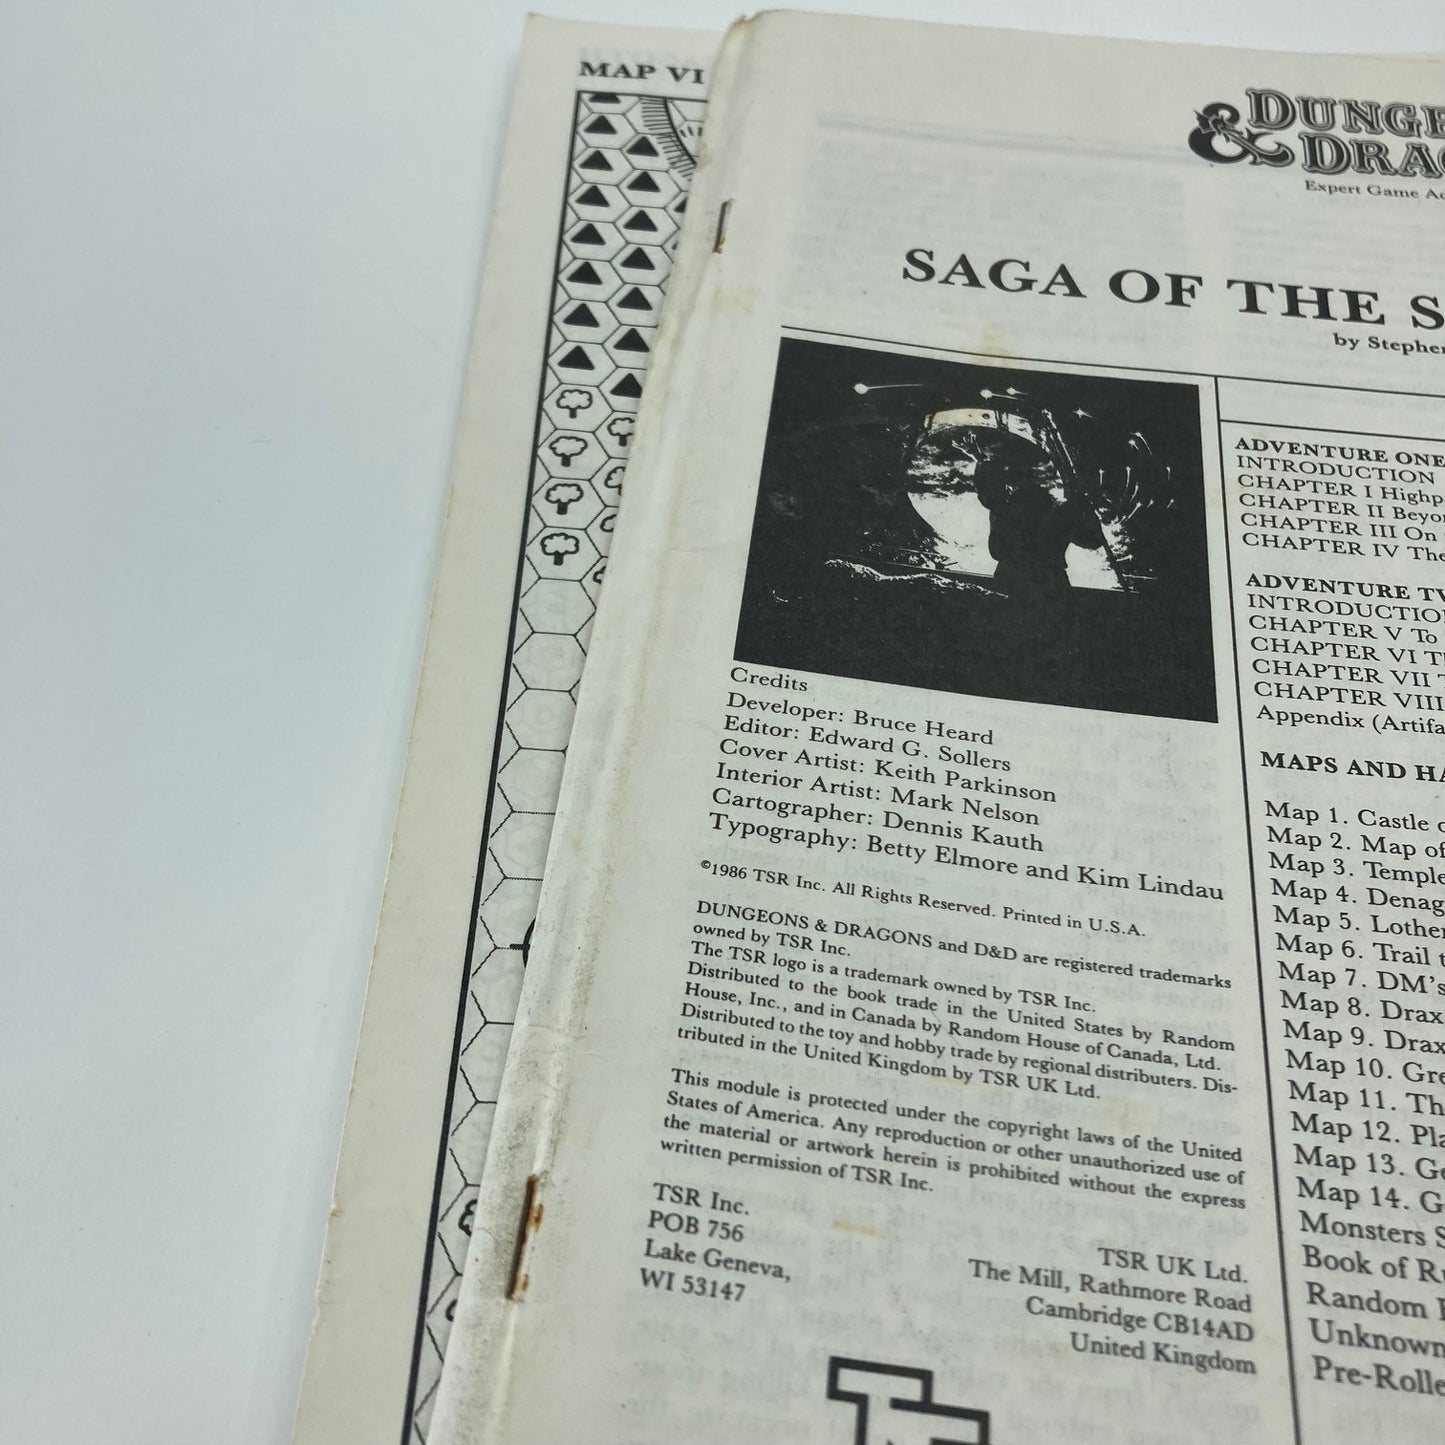 MAP VI
DUNGE
& DRAG
Expert Game Ad
SAGA OF THE S
by Stephen
Credits
Developer: Bruce Heard
Editor: Edward G. Sollers
Cover Artist: Keith Parkinson
Interior Artist: Mark Nelson
Cartographer: Dennis Kauth
Typography: Betty Elmore and Kim Lindau
©1986 TSR Inc. All Rights Reserved. Printed in U.S.A.
DUNGEONS & DRAGONS and D&D are registered trademarks
owned by TSR Inc.
The TSR logo is a trademark owned by TSR Inc.
Distributed to the book trade in the United States by Random
House, Inc., and in Canada by Random House of Canada, Ltd.
Distributed to the toy and hobby trade by regional distributers. Dis-
tributed in the United Kingdom by TSR UK Ltd.
This module is protected under the copyright laws of the United
States of America. Any reproduction or other unauthorized use of
the material or artwork herein is prohibited without the express
written permission of TSR Inc.
TSR Inc.
POB 756
Lake Geneva,
WI 53147
TSR UK Ltd.
The Mill, Rathmore Road
Cambridge CB14AD
United Kingdom
ADVENTURE ONE
INTRODUCTION
CHAPTER I Highp
CHAPTER II Beyon
CHAPTER III On
CHAPTER IV The
ADVENTURE TW
INTRODUCTION
CHAPTER V To
CHAPTER VI Th
CHAPTER VII
CHAPTER VIII
Appendix (Artifa
MAPS AND HA
Map 1. Castle
Map 2. Map of
Map 3. Temple
Map 4. Denag
Map 5. Lothen
Map 6. Trail t
Map 7. DM's
Map 8. Drax
Map 9. Drax
Map 10. Gre
Map 11. Th
Map 12. Pla
Map 13. Go
Map 14. G
Monsters S
Book of Ru
Random
Unknown
Pre-Rolle